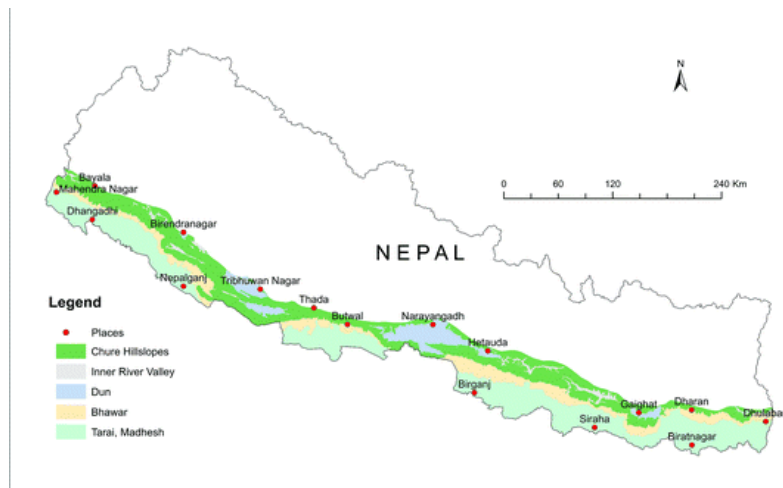 N
0 60 120 240 Km
Bayala
Mahendra Nagar
Dhangadhi
Birendranagar
NEPAL
Nepalganj
Tribhuwan Nagar
Thada
Butwal
Narayangadh
Hetauda
Birganj
Gaighat
Dharan
Dhulaba
Siraha
Biratnagar
Legend
Places
Chure Hillslopes
Inner River Valley
Dun
Bhawar
Tarai, Madhesh